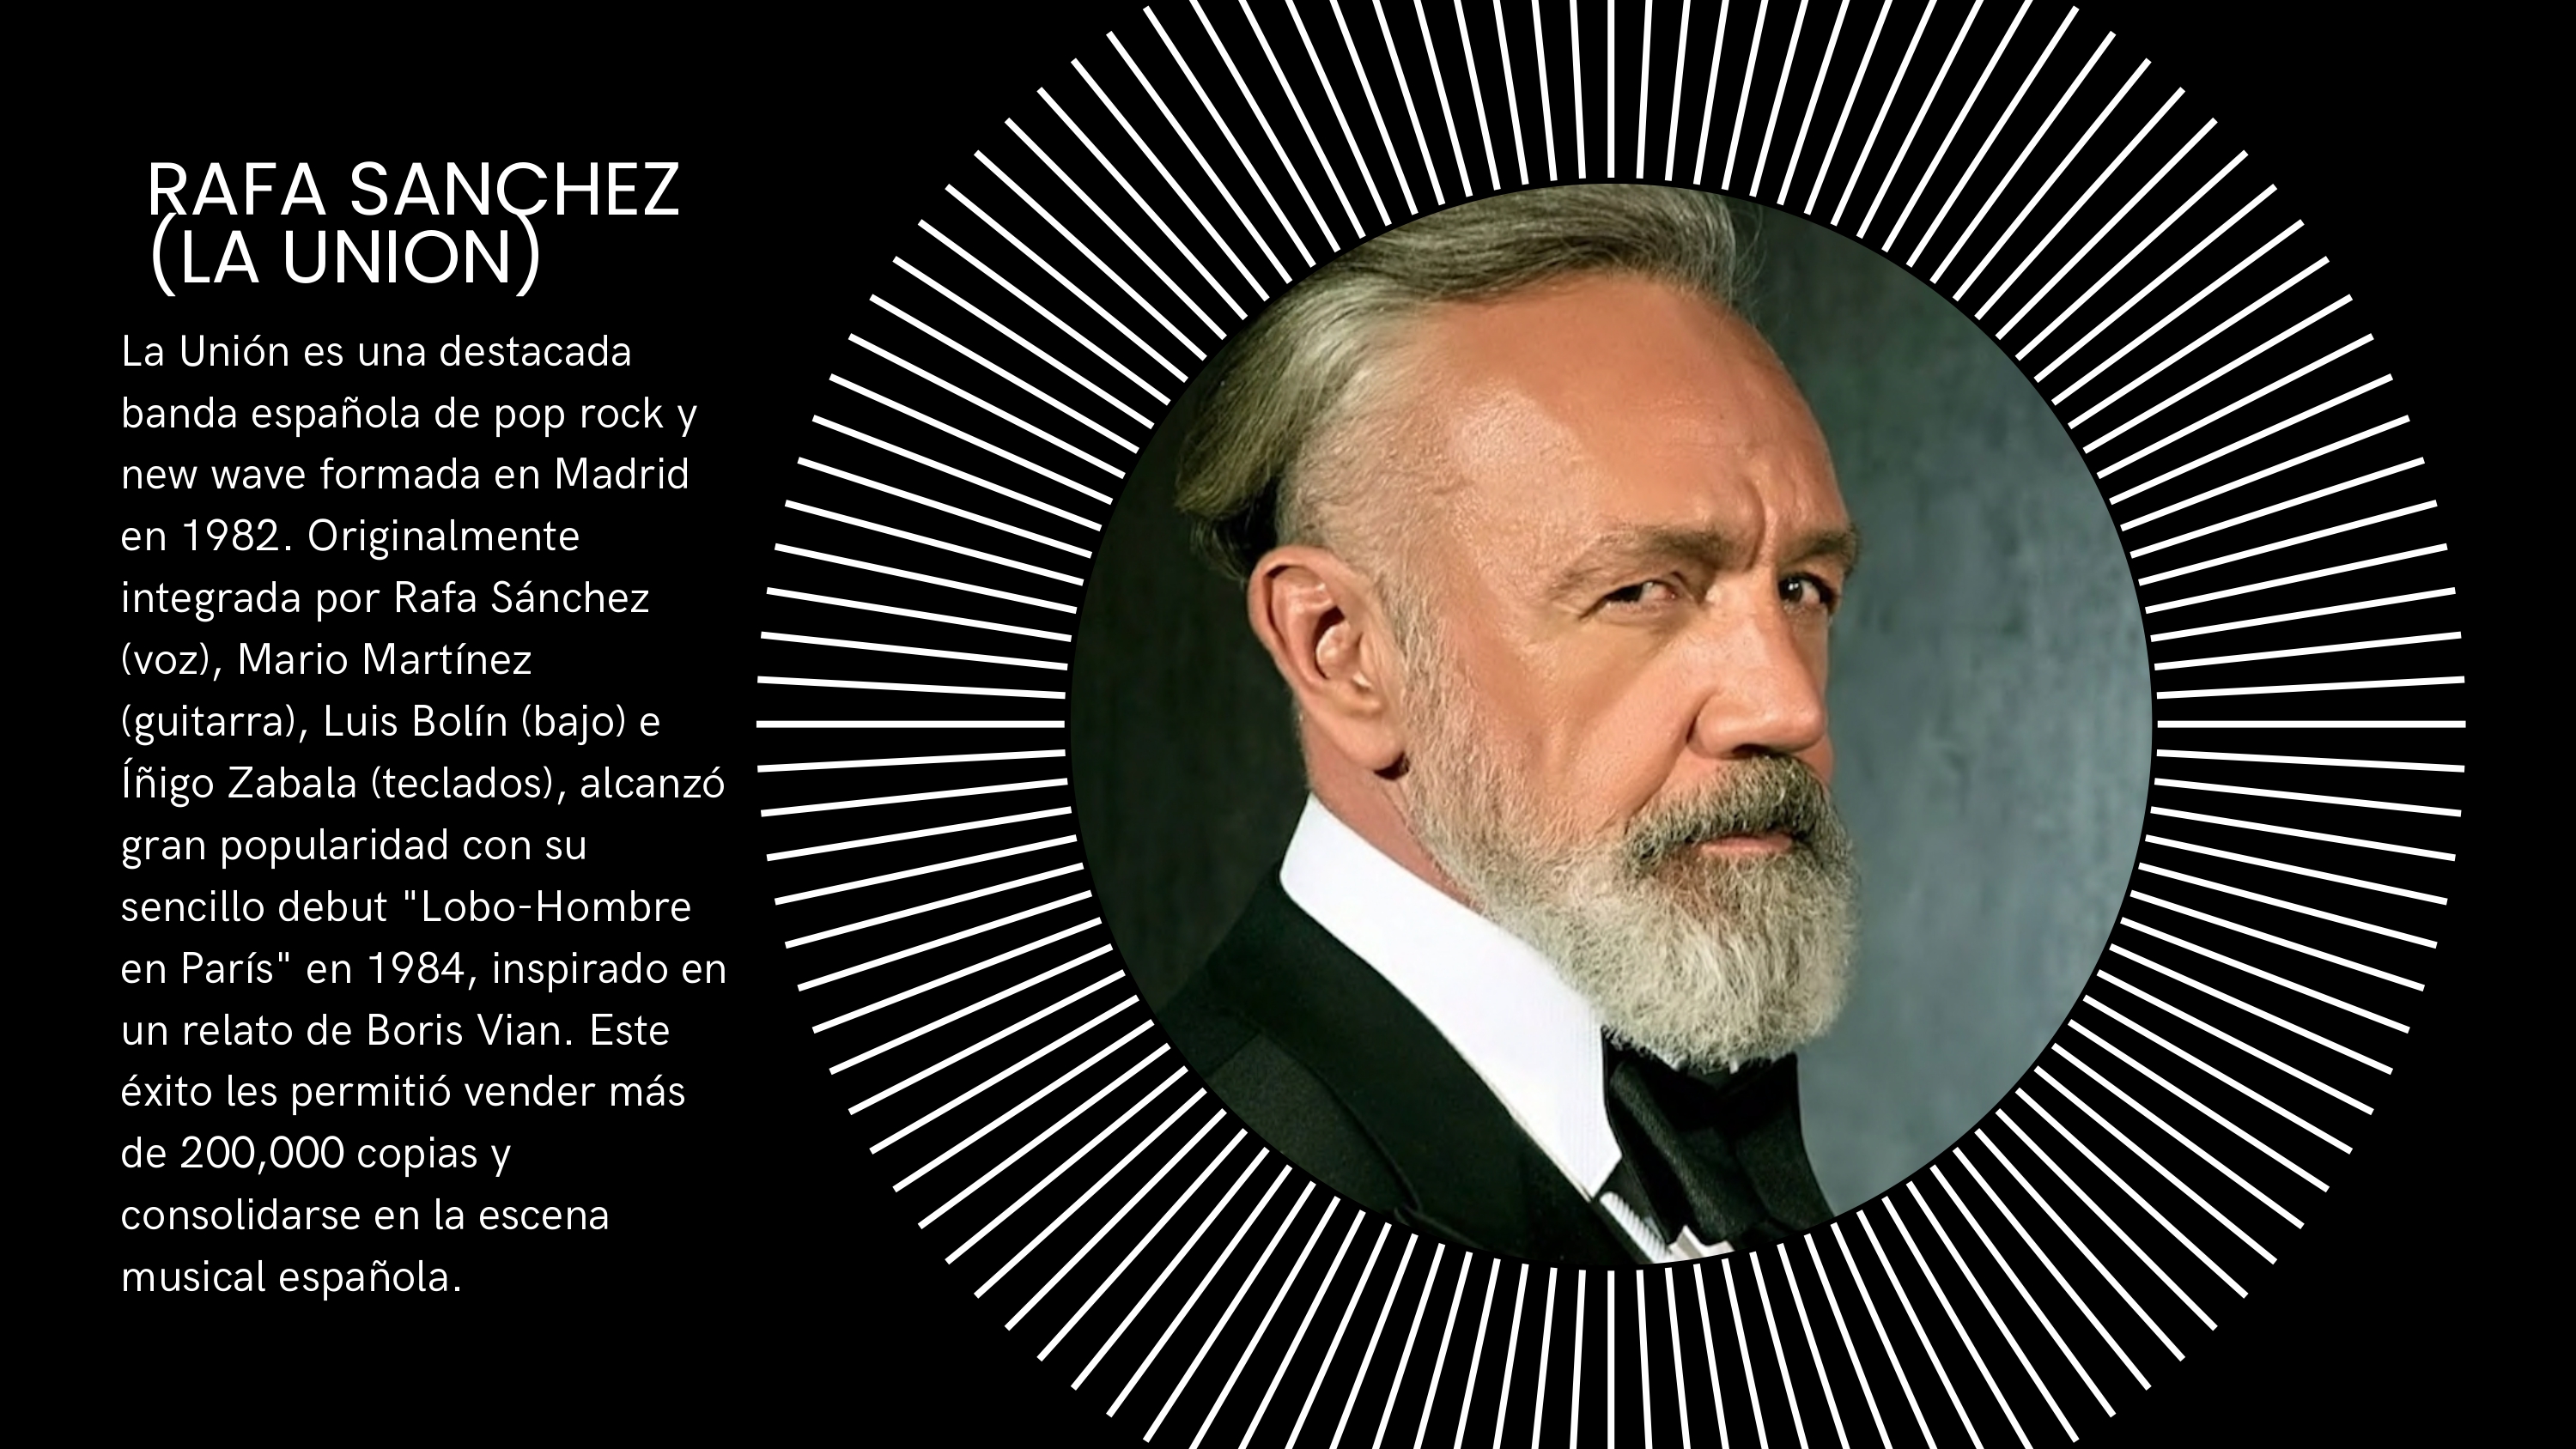 RAFA SANCHEZ
(LA UNION)
La Unión es una destacada
banda española de pop rock y
new wave formada en Madrid
en 1982. Originalmente
integrada por Rafa Sánchez
(voz), Mario Martínez
(guitarra), Luis Bolín (bajo) e
Íñigo Zabala (teclados), alcanzó
gran popularidad con su
sencillo debut "Lobo-Hombre
en París" en 1984, inspirado en
un relato de Boris Vian. Este
éxito les permitió vender más
de 200,000 copias y
consolidarse en la escena
musical española.